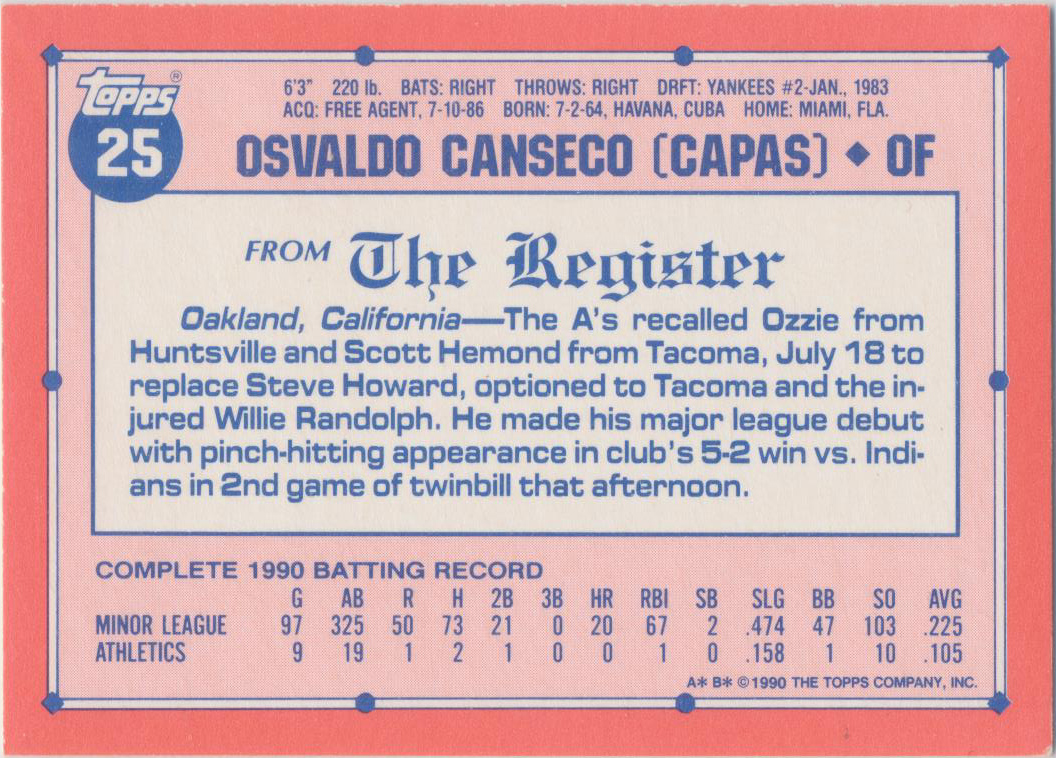 Topps®
25
6'3" 220 lb. BATS: RIGHT THROWS: RIGHT DRFT: YANKEES #2-JAN., 1983
ACQ: FREE AGENT, 7-10-86 BORN: 7-2-64, HAVANA, CUBA HOME: MIAMI, FLA.
OSVALDO CANSECO (CAPAS) ◆ OF
FROM The Register
Oakland, California—The A's recalled Ozzie from
Huntsville and Scott Hemond from Tacoma, July 18 to
replace Steve Howard, optioned to Tacoma and the in-
jured Willie Randolph. He made his major league debut
with pinch-hitting appearance in club's 5-2 win vs. Indi-
ans in 2nd game of twinbill that afternoon.
COMPLETE 1990 BATTING RECORD
G AB R H 2B 3B HR RBI SB SLG BB SO AVG
MINOR LEAGUE 97 325 50 73 21 0 20 67 2 .474 47 103 .225
ATHLETICS 9 19 1 2 1 0 0 1 0 .158 1 10 .105
A* B* ©1990 THE TOPPS COMPANY, INC.